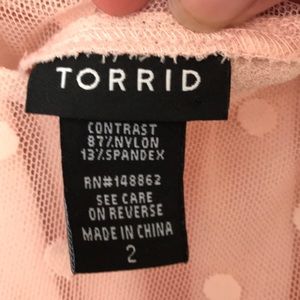 TORRID
CONTRAST
87%NYLON
13%SPANDEX
RN#148862
SEE CARE
ON REVERSE
MADE IN CHINA
2